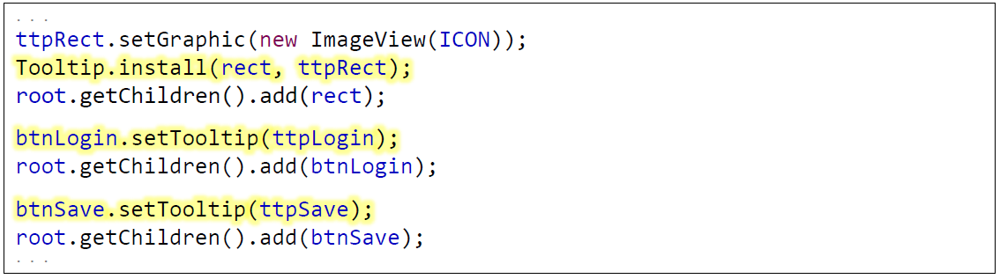 ...
ttpRect.setGraphic(new ImageView(ICON));
Tooltip.install(rect, ttpRect);
root.getChildren().add(rect);
btnLogin.setTooltip(ttpLogin);
root.getChildren().add(btnLogin);
btnSave.setTooltip(ttpSave);
root.getChildren().add(btnSave);
...